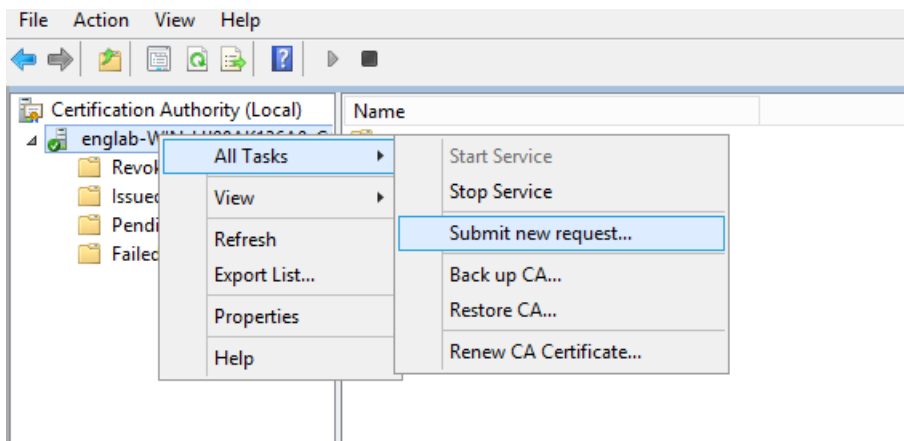 File Action View Help
Certification Authority (Local)
Name
englab-
All Tasks
Start Service
Stop Service
View
Submit new request...
Refresh
Export List...
Back up CA...
Restore CA...
Properties
Renew CA Certificate...
Help